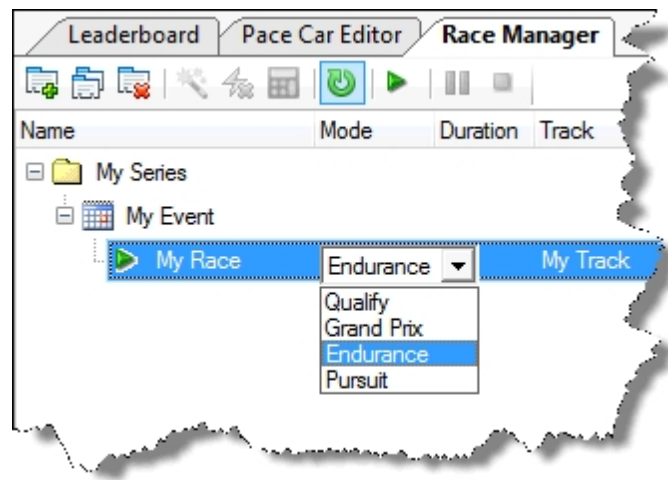 Leaderboard Pace Car Editor Race Manager
Name Mode Duration Track
My Series
My Event
My Race Endurance My Track
Qualify
Grand Prix
Endurance
Pursuit